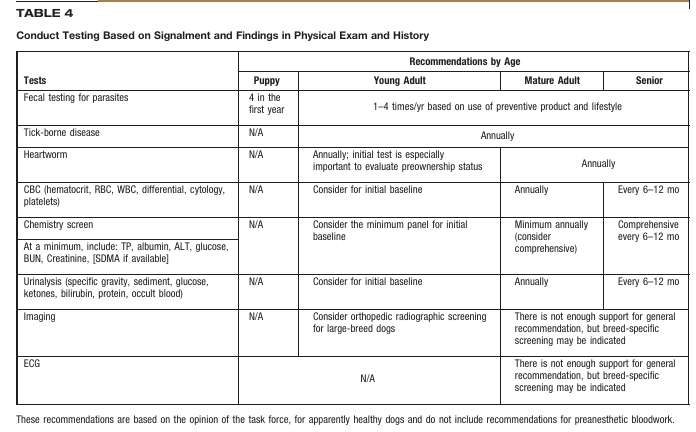 TABLE 4
Conduct Testing Based on Signalment and Findings in Physical Exam and History
Recommendations by Age
Tests
Puppy
Young Adult
Mature Adult
Senior
Fecal testing for parasites
4 in the
first year
1–4 times/yr based on use of preventive product and lifestyle
Tick-borne disease
N/A
Annually
Heartworm
N/A
Annually; initial test is especially
important to evaluate preownership status
Annually
CBC (hematocrit, RBC, WBC, differential, cytology,
platelets)
N/A
Consider for initial baseline
Annually
Every 6–12 mo
Chemistry screen
At a minimum, include: TP, albumin, ALT, glucose,
BUN, Creatinine, [SDMA if available]
N/A
Consider the minimum panel for initial
baseline
Minimum annually
(consider
comprehensive)
Comprehensive
every 6–12 mo
Urinalysis (specific gravity, sediment, glucose,
ketones, bilirubin, protein, occult blood)
N/A
Consider for initial baseline
Annually
Every 6–12 mo
Imaging
N/A
Consider orthopedic radiographic screening
for large-breed dogs
There is not enough support for general
recommendation, but breed-specific
screening may be indicated
ECG
N/A
There is not enough support for general
recommendation, but breed-specific
screening may be indicated
These recommendations are based on the opinion of the task force, for apparently healthy dogs and do not include recommendations for preanesthetic bloodwork.